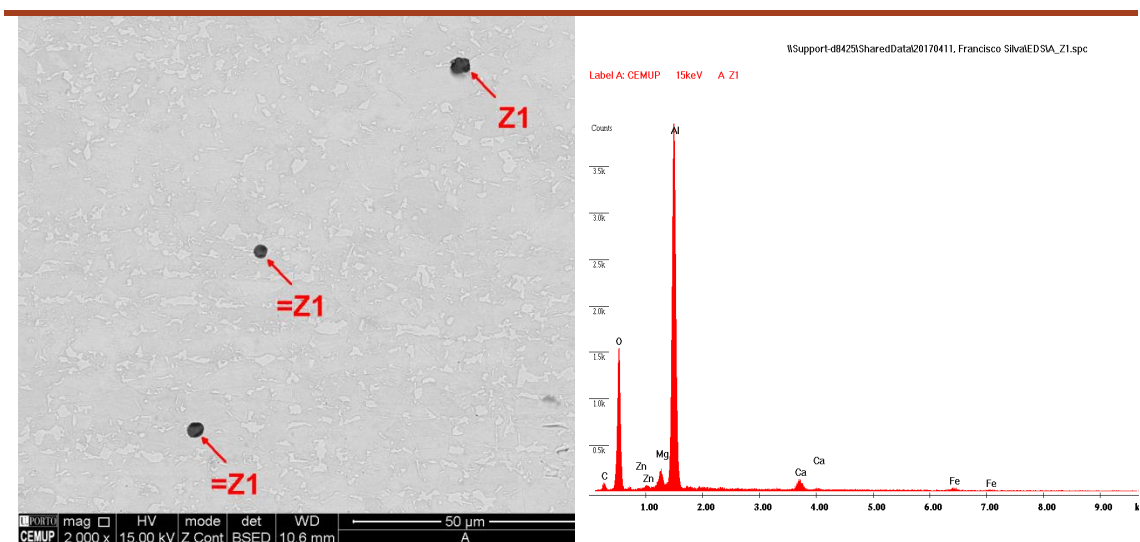 Z1
=Z1
=Z1
U.PORTO mag HV mode det WD 50 µm
CEMUP 2 000 x 15.00 kV Z Cont BSED 10.6 mm A
\\Support-d8425\SharedData\20170411, Francisco Silva\EDS\A_Z1.spc
Label A: CEMUP 15keV A Z1
Counts
Al
3.5k
3.0k
2.5k
2.0k
O
1.5k
1.0k
0.5k
C Zn Zn Mg Ca Ca Fe Fe
1.00 2.00 3.00 4.00 5.00 6.00 7.00 8.00 9.00